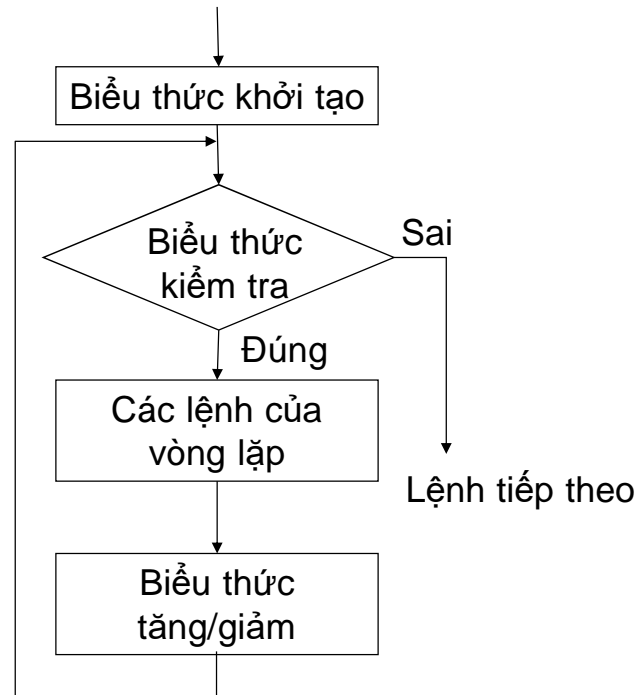 Biểu thức khởi tạo
Biểu thức
kiểm tra
Sai
Đúng
Các lệnh của
vòng lặp
Lệnh tiếp theo
Biểu thức
tăng/giảm